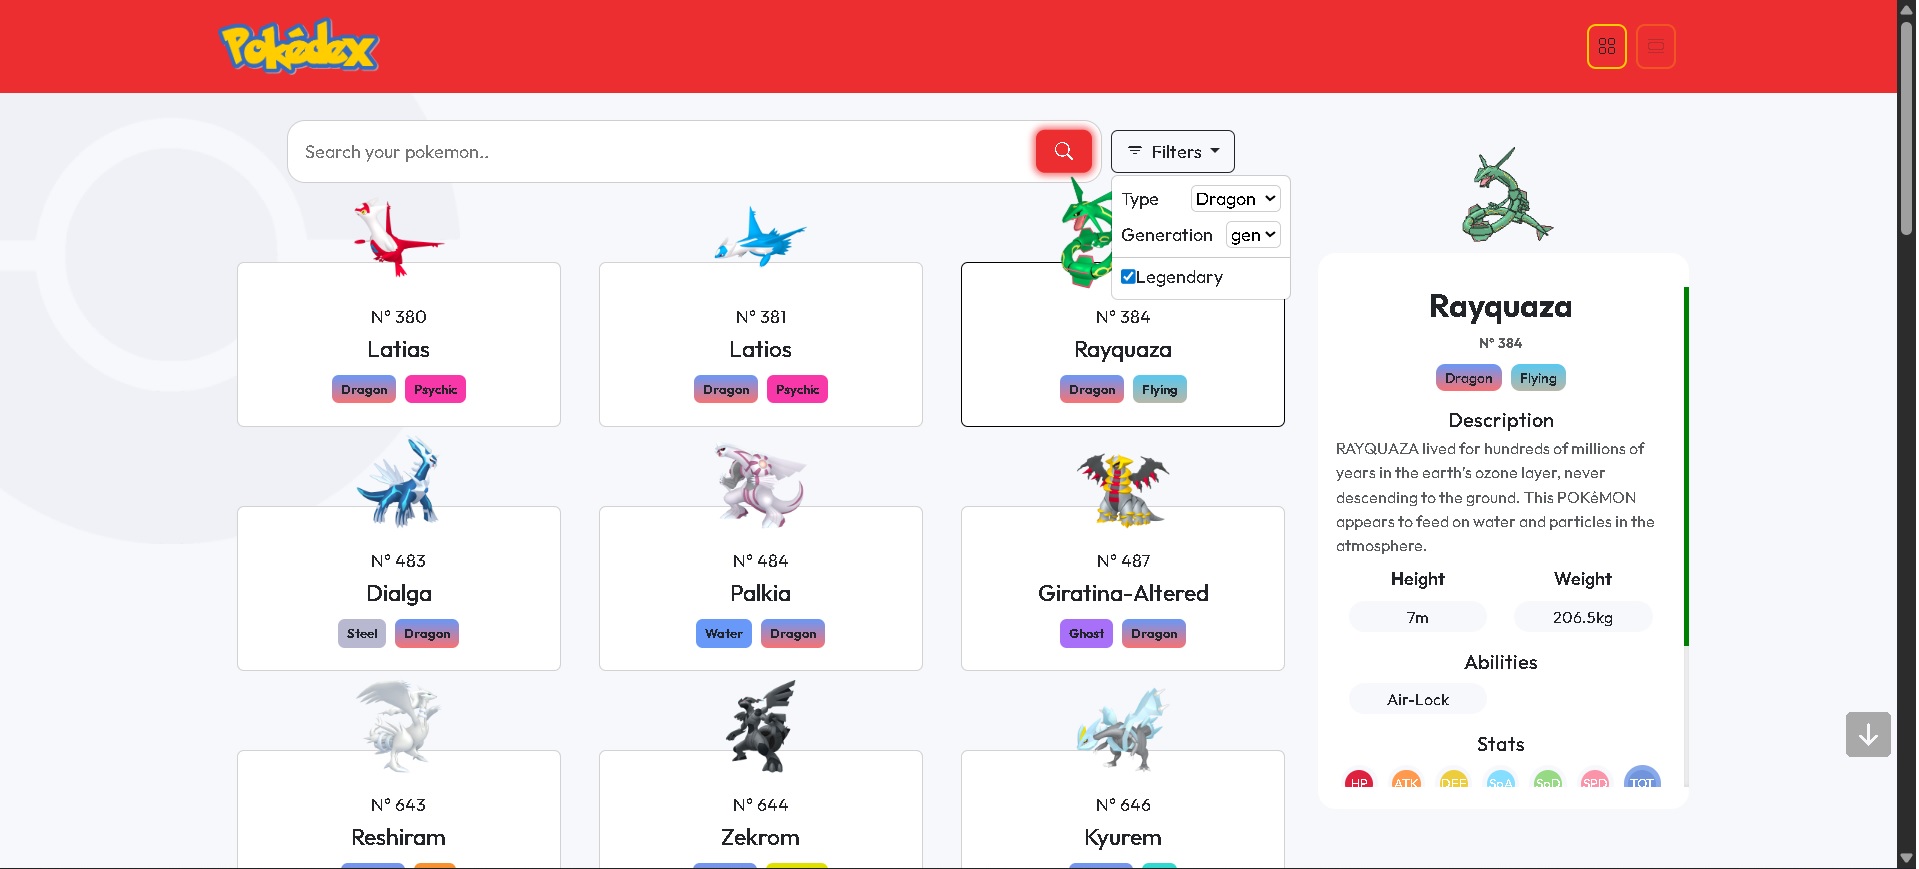 Pokédex
Search your pokemon..
Filters
Type Dragon
Generation gen
Legendary
N° 380
Latias
Dragon Psychic
N° 381
Latios
Dragon Psychic
N° 384
Rayquaza
Dragon Flying
N° 483
Dialga
Steel Dragon
N° 484
Palkia
Water Dragon
N° 487
Giratina-Altered
Ghost Dragon
N° 643
Reshiram
N° 644
Zekrom
N° 646
Kyurem
Rayquaza
N° 384
Dragon Flying
Description
RAYQUAZA lived for hundreds of millions of
years in the earth's ozone layer, never
descending to the ground. This POKéMON
appears to feed on water and particles in the
atmosphere.
Height Weight
7m 206.5kg
Abilities
Air-Lock
Stats
HP ATK DEF SpA SpD SPD TOT